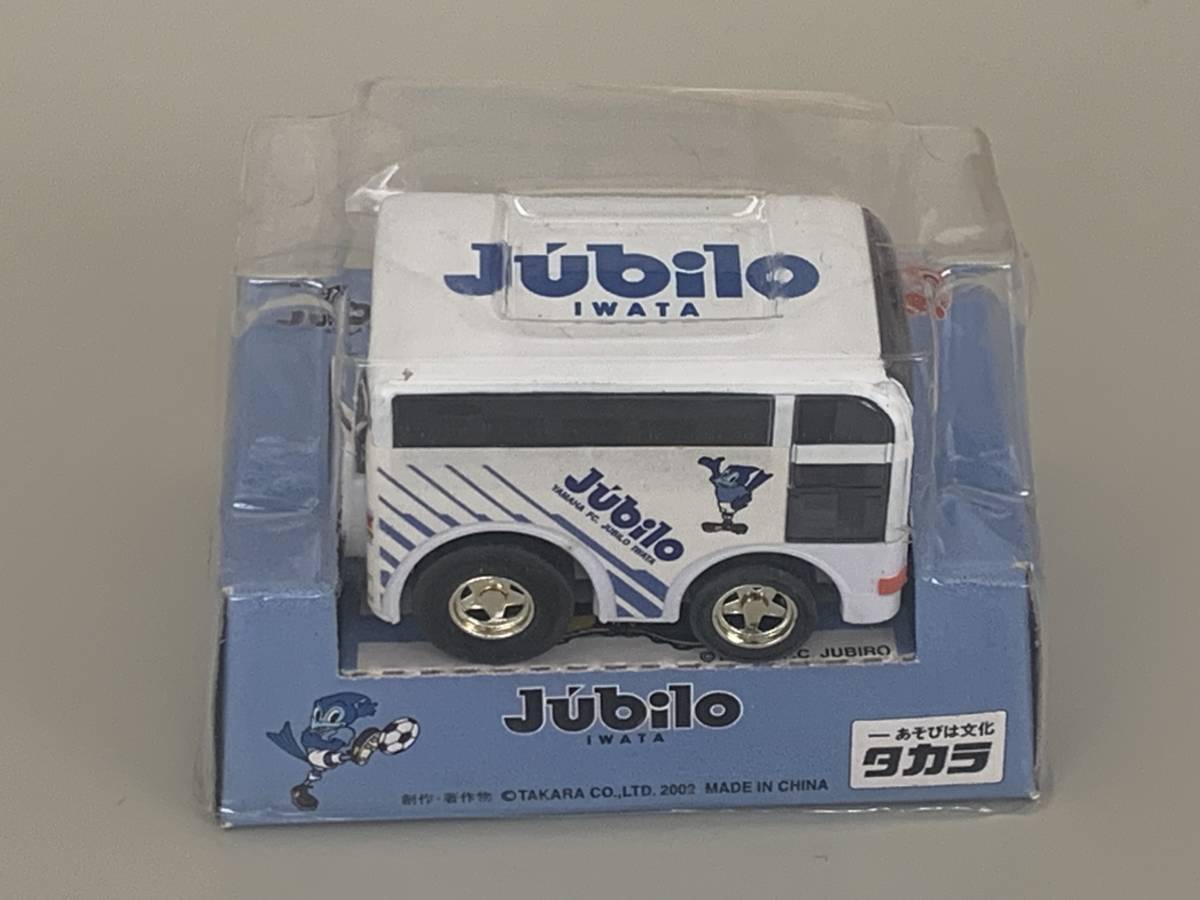 Júbilo
IWATA
Júbilo
YAMAHA FC. JUBILO IWATA
.C. JUBIRO
Júbilo
IWATA
— あそびは文化
タカラ
創作・著作物 ©TAKARA CO.,LTD. 2002 MADE IN CHINA